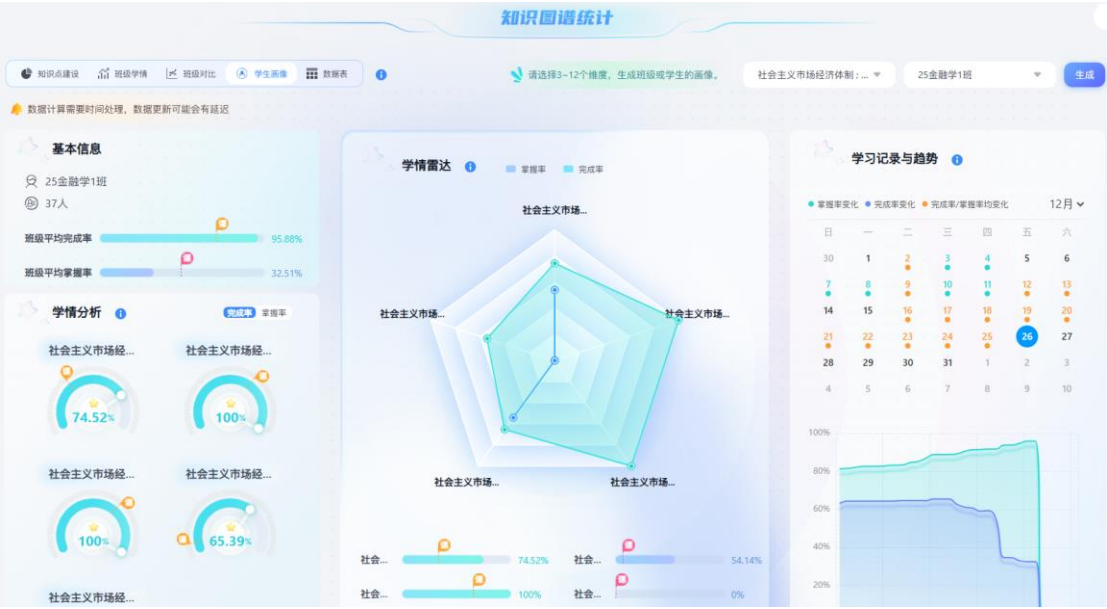 知识图谱统计
知识点建设 班级学情 班级对比 学生画像 数据表
请选择3~12个维度，生成班级或学生的画像。
社会主义市场经济体制；...
25金融学1班
生成
数据计算需要时间处理，数据更新可能会有延迟
基本信息
25金融学1班
37人
班级平均完成率 95.88%
班级平均掌握率 32.51%
学情分析 完成率 掌握率
社会主义市场经... 社会主义市场经...
74.52% 100%
社会主义市场经... 社会主义市场经...
100% 65.39%
社会主义市场经...
学情雷达 掌握率 完成率
社会主义市场...
社会主义市场... 社会主义市场...
社会主义市场... 社会主义市场...
社会... 74.52% 社会... 54.14%
社会... 100% 社会... 0%
学习记录与趋势
掌握率变化 完成率变化 完成率/掌握率均变化 12月
日 一 二 三 四 五 六
30 1 2 3 4 5 6
7 8 9 10 11 12 13
14 15 16 17 18 19 20
21 22 23 24 25 26 27
28 29 30 31 1 2 3
4 5 6 7 8 9 10
100%
80%
60%
40%
20%